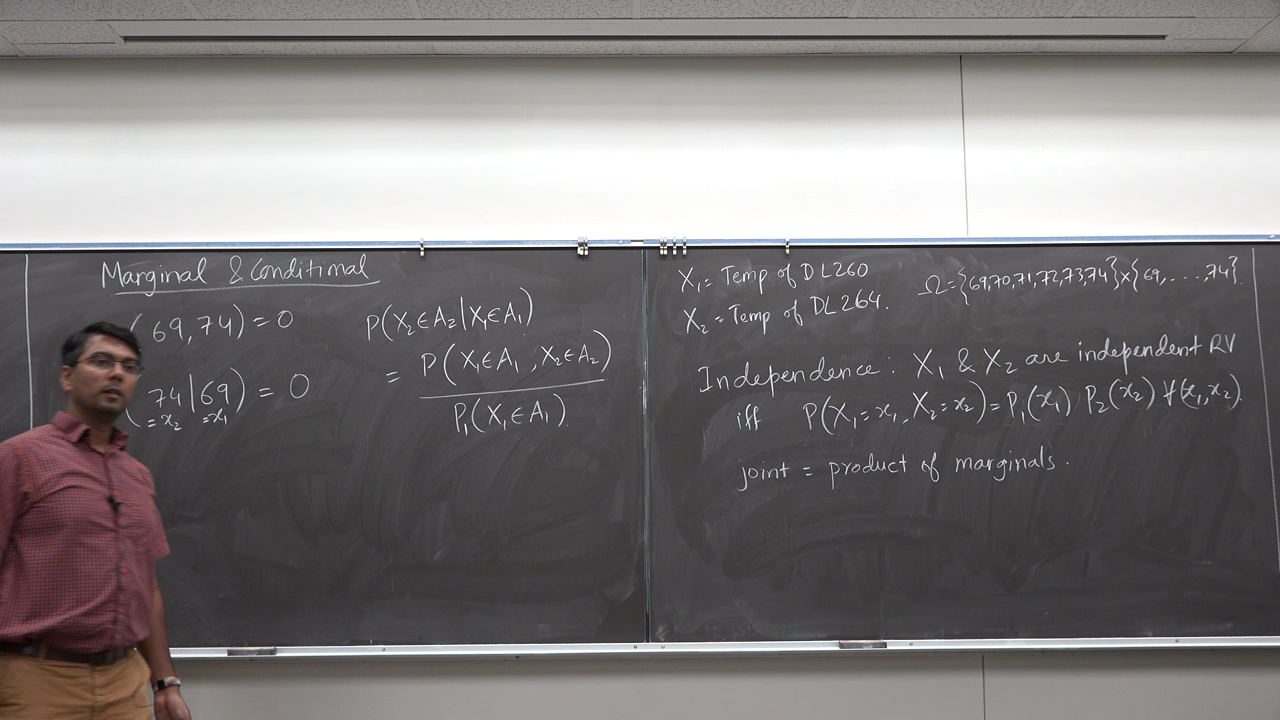 Marginal & Conditional
(69,74) = 0
(74|69) = 0
=x₂ =x₁
P(X₂∈A₂|X₁∈A₁)
= P(X₁∈A₁, X₂∈A₂)
P₁(X₁∈A₁).
X₁ = Temp of DL260
X₂ = Temp of DL264.
Ω = {69,70,71,72,73,74}x{69,....,74}.
Independence: X₁ & X₂ are independent RV
iff P(X₁=x₁, X₂=x₂) = P₁(x₁) P₂(x₂) ∀(x₁,x₂).
joint = product of marginals.